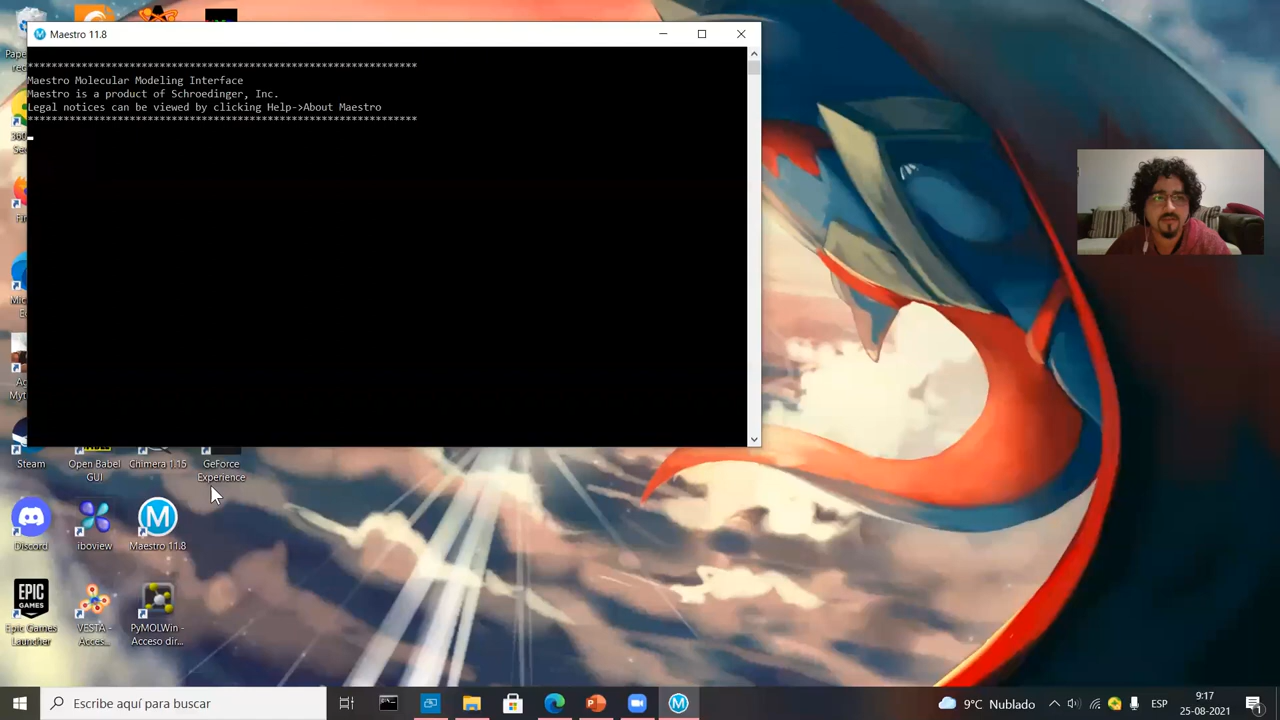 Maestro 11.8
************************************************************
Maestro Molecular Modeling Interface
Maestro is a product of Schroedinger, Inc.
Legal notices can be viewed by clicking Help->About Maestro
************************************************************
Steam
Open Babel
GUI
Chimera 1.15
GeForce
Experience
Discord
iboview
Maestro 11.8
EPIC
GAMES
Epic Games
Launcher
VESTA -
Acces...
PyMOLWin -
Acceso dir...
Escribe aquí para buscar
9°C Nublado
ESP
9:17
25-08-2021
1